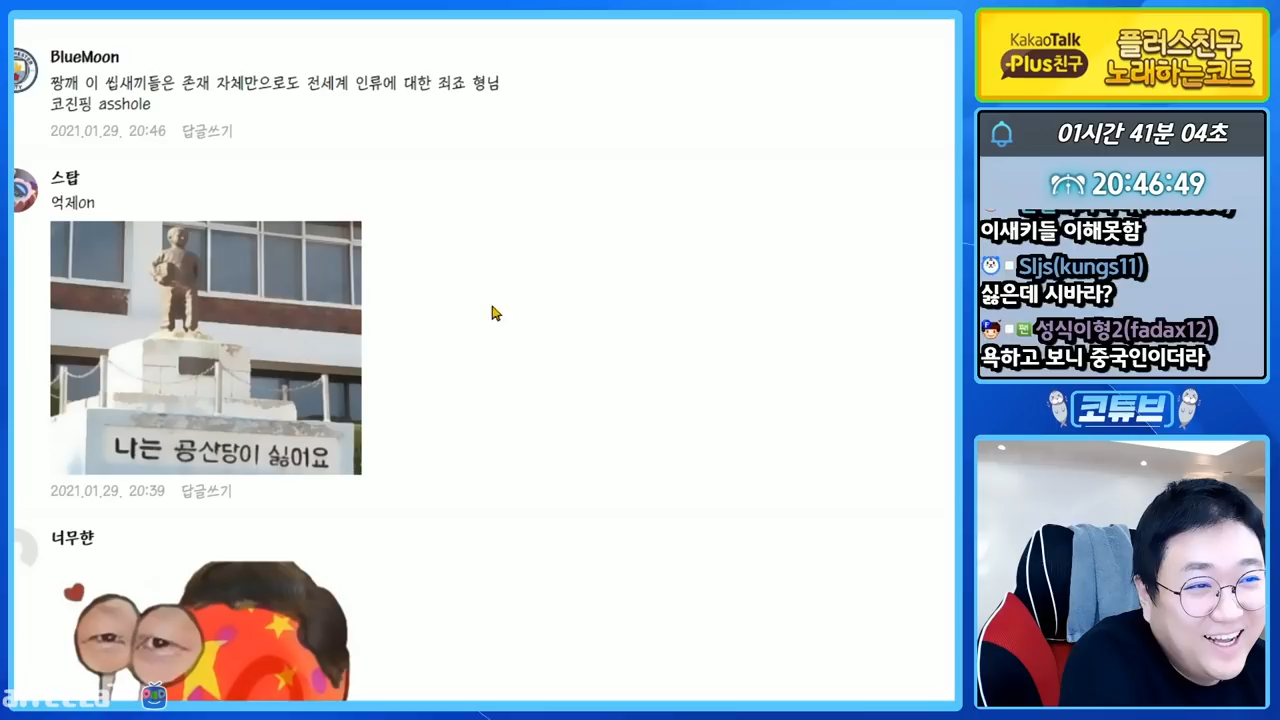 BlueMoon
짱깨 이 씹새끼들은 존재 자체만으로도 전세계 인류에 대한 죄죠 형님
코진핑 asshole
2021.01.29. 20:46 답글쓰기
스탑
억제on
나는 공산당이 싫어요
2021.01.29. 20:39 답글쓰기
너무햔
KakaoTalk
Plus친구
플러스친구
노래하는코트
01시간 41분 04초
20:46:49
이새키들 이해못함
Sljs(kungs11)
싫은데 시바라?
팬 성식이형2(fadax12)
욕하고 보니 중국인이더라
코튜브